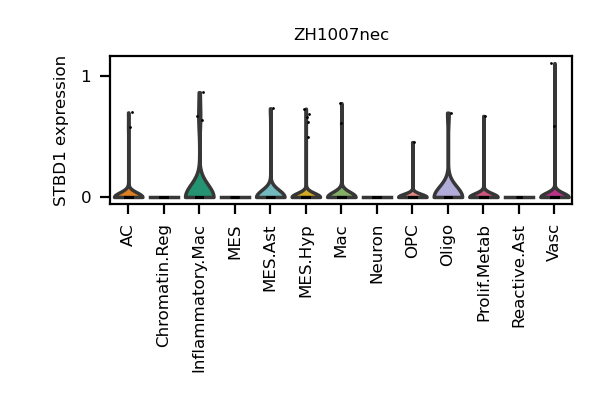 ZH1007nec
STBD1 expression
1
0
AC
Chromatin.Reg
Inflammatory.Mac
MES
MES.Ast
MES.Hyp
Mac
Neuron
OPC
Oligo
Prolif.Metab
Reactive.Ast
Vasc